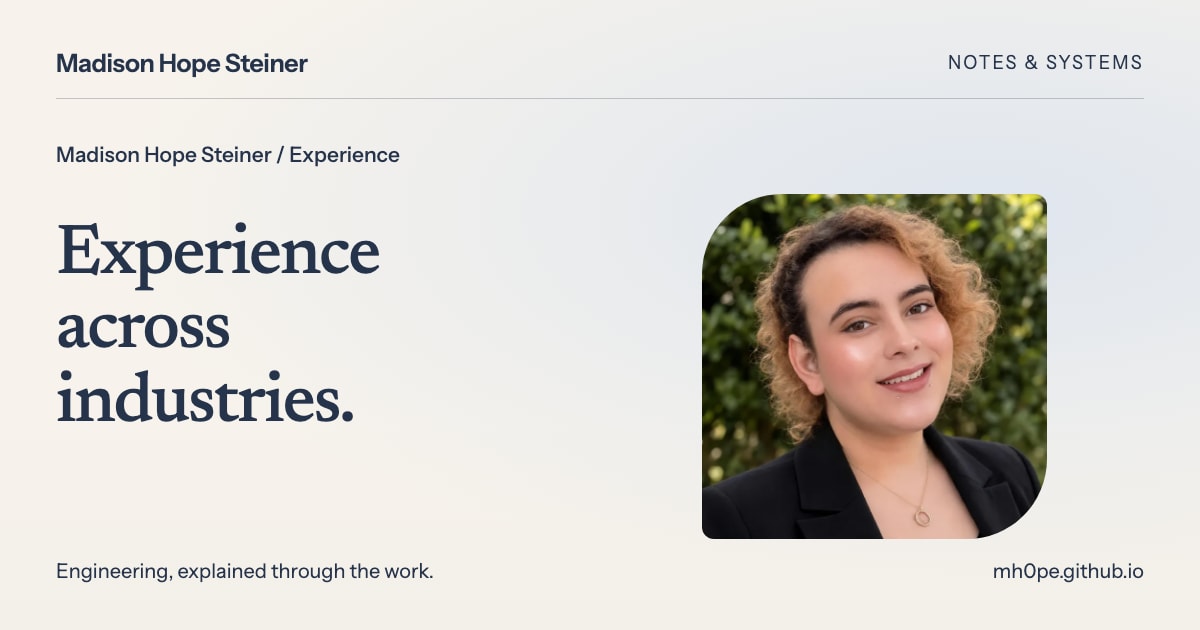 Madison Hope Steiner
NOTES & SYSTEMS
Madison Hope Steiner / Experience
Experience
across
industries.
Engineering, explained through the work.
mh0pe.github.io